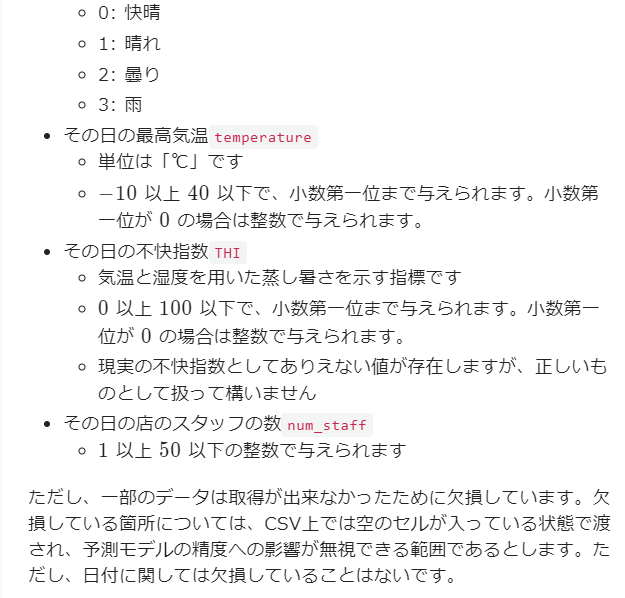 0: 快晴
1: 晴れ
2: 曇り
3: 雨
その日の最高気温 temperature
単位は「℃」です
−10 以上 40 以下で、小数第一位まで与えられます。小数第
一位が 0 の場合は整数で与えられます。
その日の不快指数 THI
気温と湿度を用いた蒸し暑さを示す指標です
0 以上 100 以下で、小数第一位まで与えられます。小数第一
位が 0 の場合は整数で与えられます。
現実の不快指数としてありえない値が存在しますが、正しいも
のとして扱って構いません
その日の店のスタッフの数 num_staff
1 以上 50 以下の整数で与えられます
ただし、一部のデータは取得が出来なかったために欠損しています。欠
損している箇所については、CSV上では空のセルが入っている状態で渡
され、予測モデルの精度への影響が無視できる範囲であるとします。た
だし、日付に関しては欠損していることはないです。